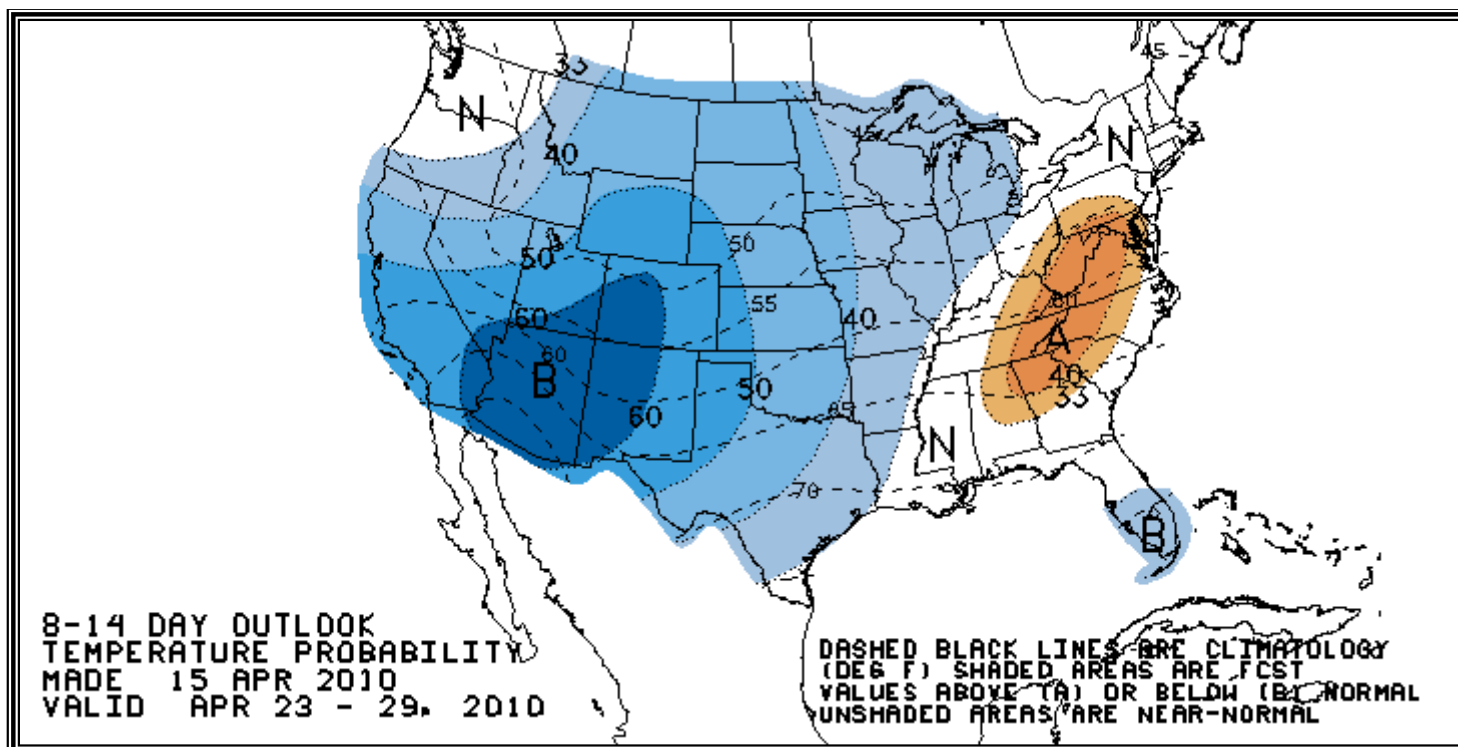 33
45
N
45
N
40
50
50
55
60
60
40
60
A
B
40
50
33
60
65
N
70
B
8-14 DAY OUTLOOK
TEMPERATURE PROBABILITY
MADE 15 APR 2010
VALID APR 23 - 29, 2010
DASHED BLACK LINES ARE CLIMATOLOGY
(DEG F) SHADED AREAS ARE FCST
VALUES ABOVE (A) OR BELOW (B) NORMAL
UNSHADED AREAS ARE NEAR-NORMAL